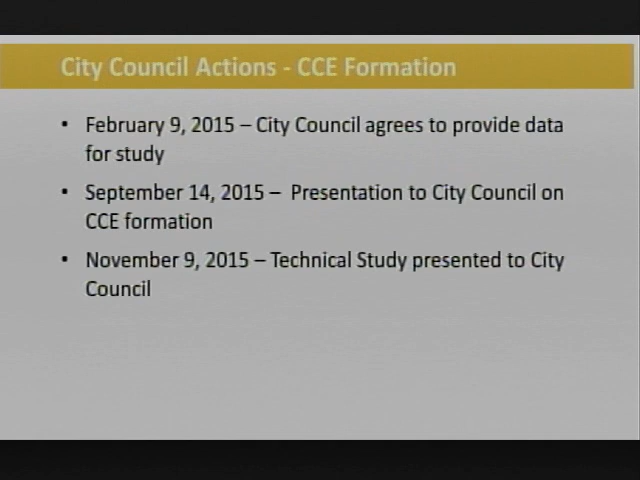 City Council Actions - CCE Formation
• February 9, 2015 – City Council agrees to provide data
for study
• September 14, 2015 –  Presentation to City Council on
CCE formation
• November 9, 2015 – Technical Study presented to City
Council